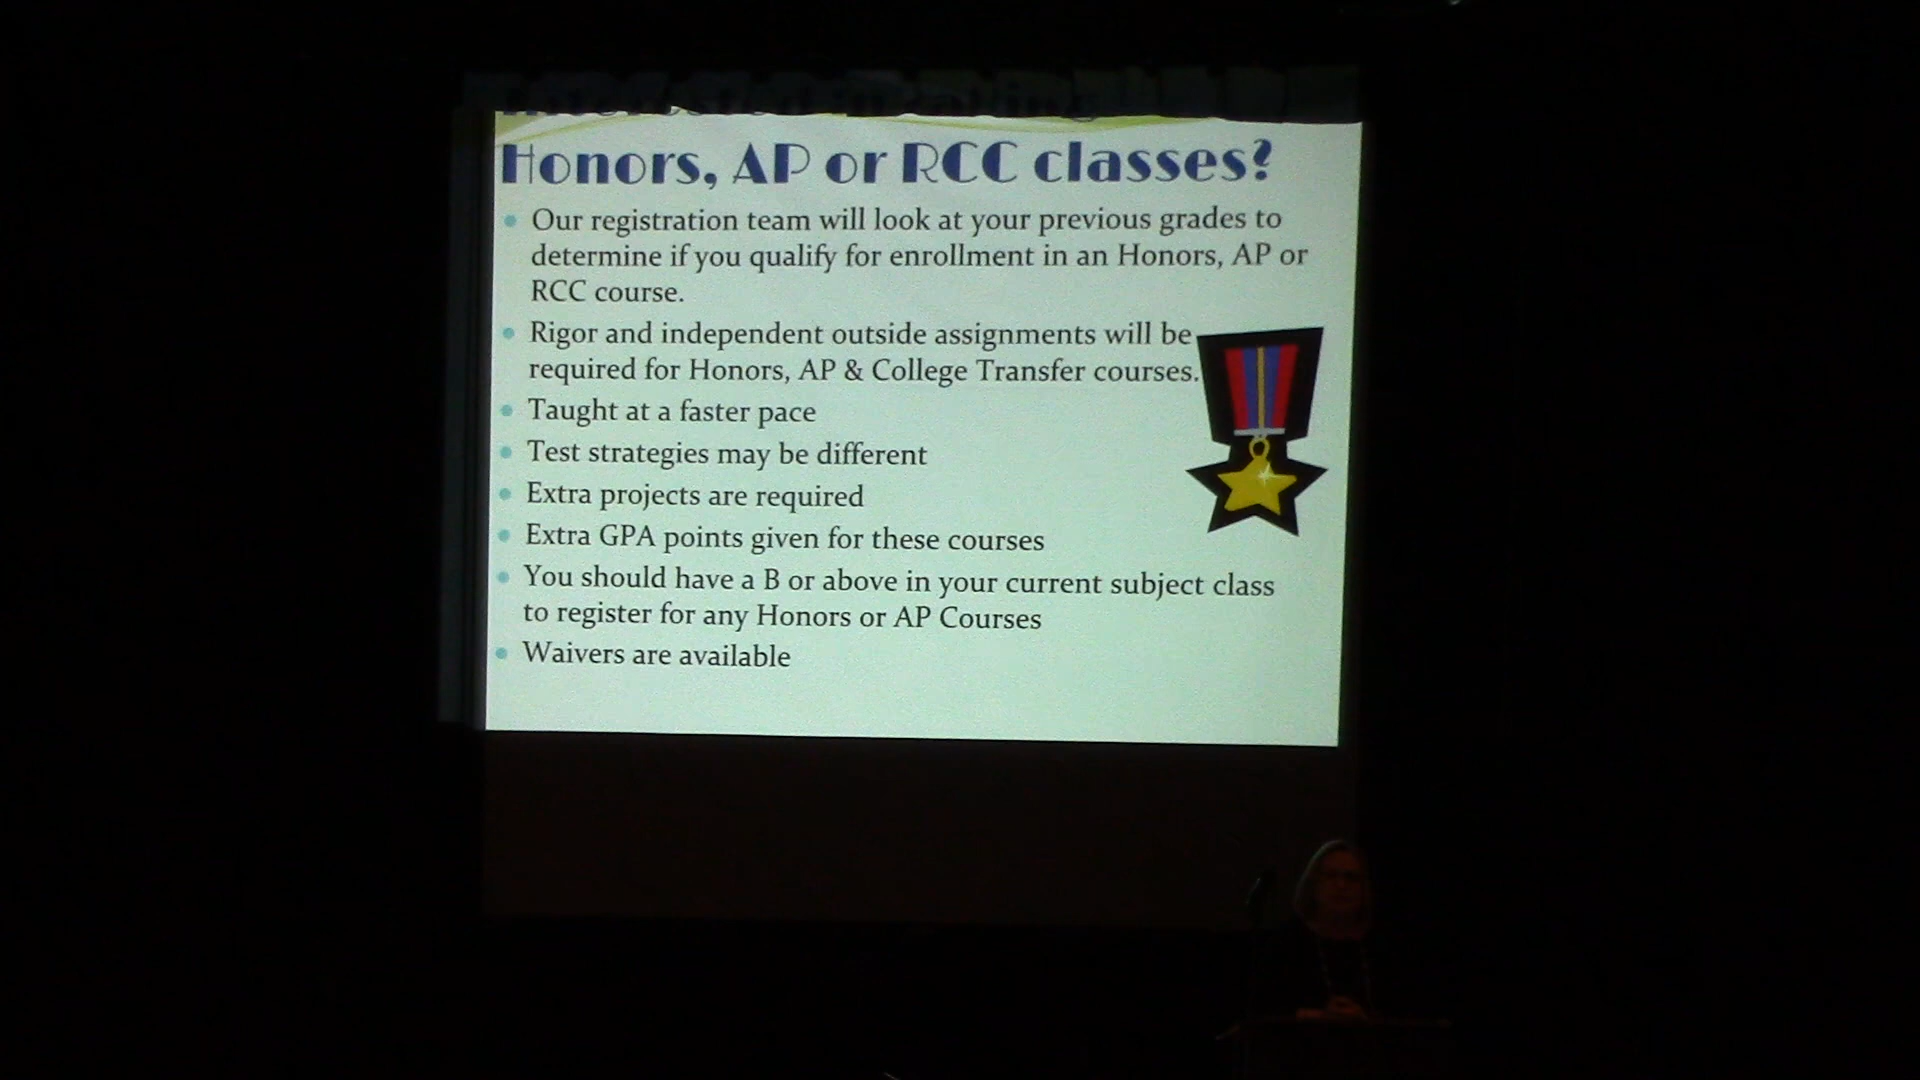 Interested in taking
Honors, AP or RCC classes?
Our registration team will look at your previous grades to
determine if you qualify for enrollment in an Honors, AP or
RCC course.
Rigor and independent outside assignments will be
required for Honors, AP & College Transfer courses.
Taught at a faster pace
Test strategies may be different
Extra projects are required
Extra GPA points given for these courses
You should have a B or above in your current subject class
to register for any Honors or AP Courses
Waivers are available